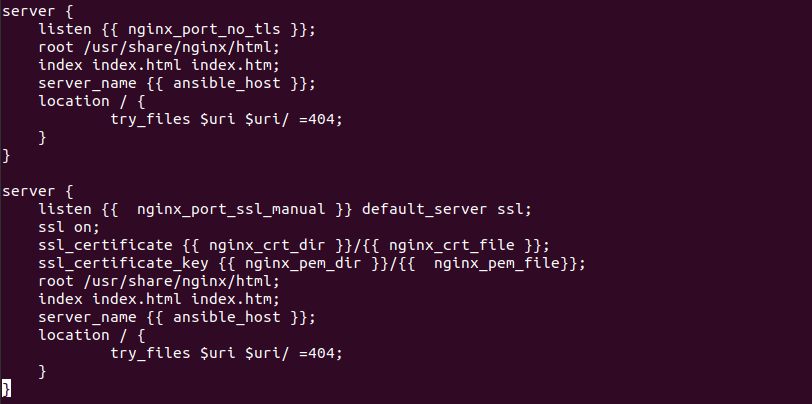 server {
    listen {{ nginx_port_no_tls }};
    root /usr/share/nginx/html;
    index index.html index.htm;
    server_name {{ ansible_host }};
    location / {
            try_files $uri $uri/ =404;
    }
}

server {
    listen {{  nginx_port_ssl_manual }} default_server ssl;
    ssl on;
    ssl_certificate {{ nginx_crt_dir }}/{{ nginx_crt_file }};
    ssl_certificate_key {{ nginx_pem_dir }}/{{  nginx_pem_file}};
    root /usr/share/nginx/html;
    index index.html index.htm;
    server_name {{ ansible_host }};
    location / {
            try_files $uri $uri/ =404;
    }
}